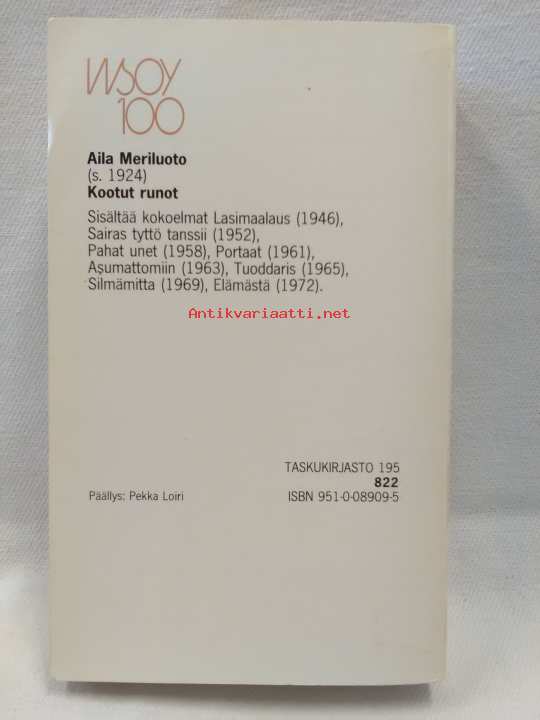 WSOY
100
Aila Meriluoto
(s. 1924)
Kootut runot
Sisältää kokoelmat Lasimaalaus (1946),
Sairas tyttö tanssii (1952),
Pahat unet (1958), Portaat (1961),
Asumattomiin (1963), Tuoddaris (1965),
Silmämitta (1969), Elämästä (1972).
Antikvariaatti.net
TASKUKIRJASTO 195
822
Päällys: Pekka Loiri
ISBN 951-0-08909-5